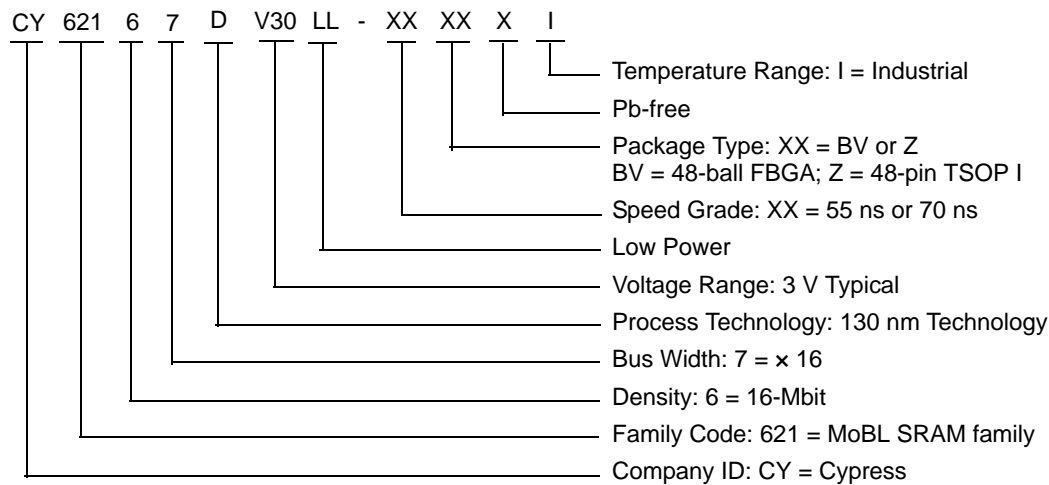 CY 621 6 7 D V30 LL - XX XX X I
Temperature Range: I = Industrial
Pb-free
Package Type: XX = BV or Z
BV = 48-ball FBGA; Z = 48-pin TSOP I
Speed Grade: XX = 55 ns or 70 ns
Low Power
Voltage Range: 3 V Typical
Process Technology: 130 nm Technology
Bus Width: 7 = × 16
Density: 6 = 16-Mbit
Family Code: 621 = MoBL SRAM family
Company ID: CY = Cypress